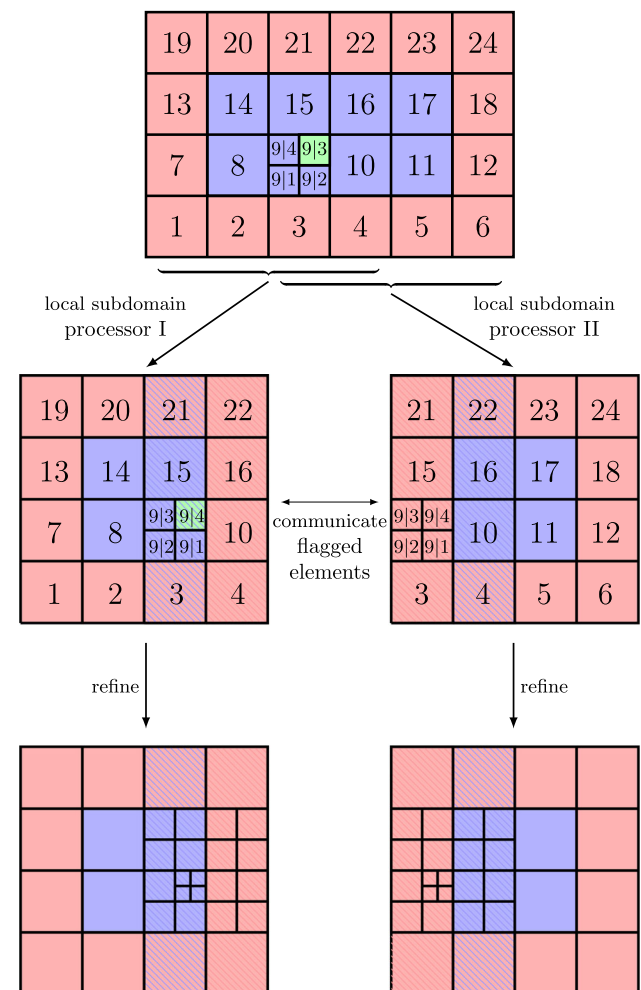 19 20 21 22 23 24
13 14 15 16 17 18
7 8 9|4 9|3 10 11 12
9|1 9|2
1 2 3 4 5 6
local subdomain
processor I
local subdomain
processor II
19 20 21 22
13 14 15 16
7 8 9|3 9|4 10
9|2 9|1
1 2 3 4
communicate
flagged
elements
21 22 23 24
15 16 17 18
9|3 9|4 10 11 12
9|2 9|1
3 4 5 6
refine
refine